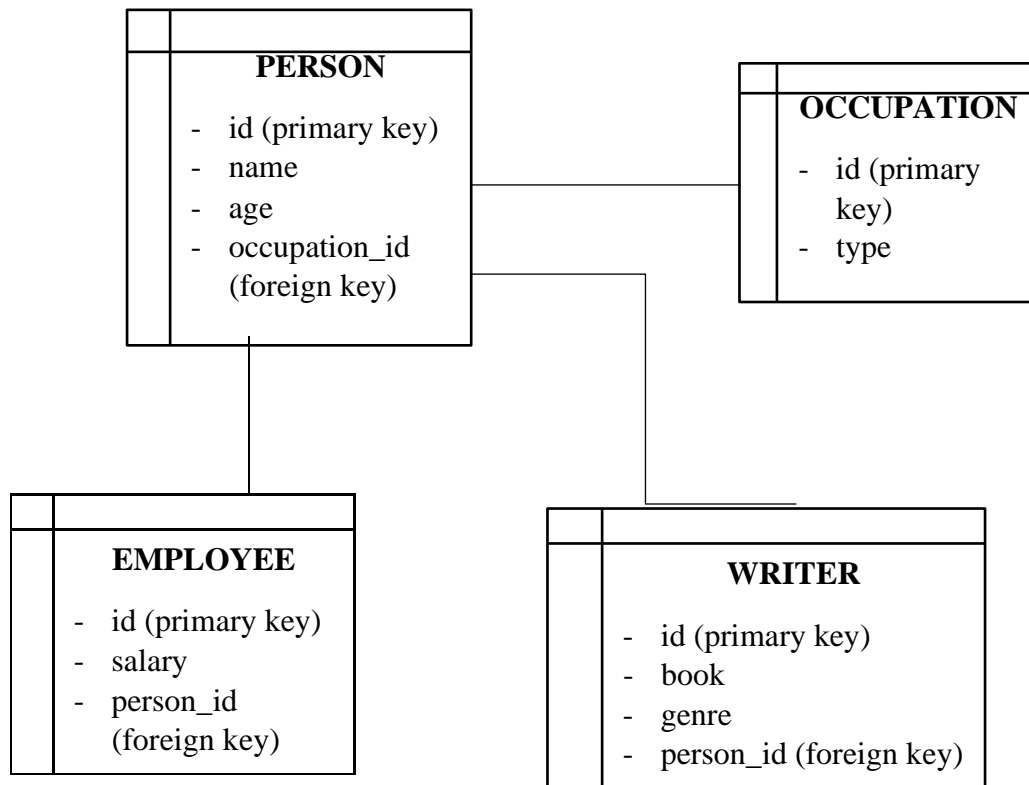 PERSON
- id (primary key)
- name
- age
- occupation_id
(foreign key)
OCCUPATION
- id (primary
key)
- type
EMPLOYEE
- id (primary key)
- salary
- person_id
(foreign key)
WRITER
- id (primary key)
- book
- genre
- person_id (foreign key)